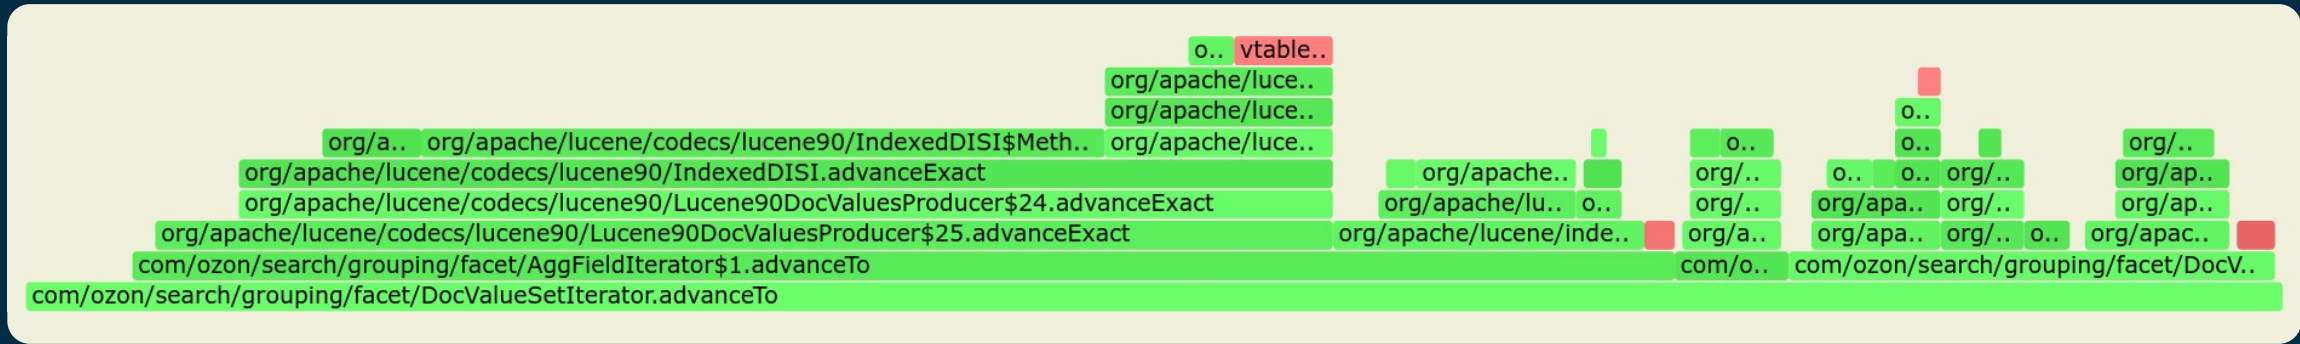 o.. vtable..
org/apache/luce..
org/apache/luce.. o..
org/a.. org/apache/lucene/codecs/lucene90/IndexedDISI$Meth.. org/apache/luce.. o.. o.. org/..
org/apache/lucene/codecs/lucene90/IndexedDISI.advanceExact org/apache.. org/.. o.. o.. org/.. org/ap..
org/apache/lucene/codecs/lucene90/Lucene90DocValuesProducer$24.advanceExact org/apache/lu.. o.. org/.. org/apa.. org/.. org/ap..
org/apache/lucene/codecs/lucene90/Lucene90DocValuesProducer$25.advanceExact org/apache/lucene/inde.. org/a.. org/apa.. org/.. o.. org/apac..
com/ozon/search/grouping/facet/AggFieldIterator$1.advanceTo com/o.. com/ozon/search/grouping/facet/DocV..
com/ozon/search/grouping/facet/DocValueSetIterator.advanceTo